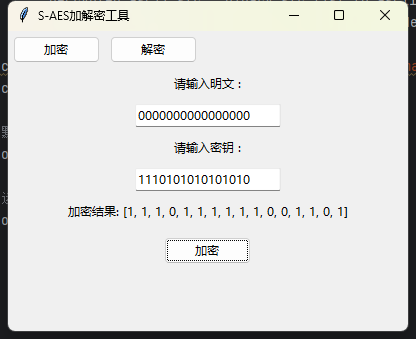 S-AES加解密工具
加密 解密
请输入明文：
0000000000000000
请输入密钥：
1110101010101010
加密结果: [1, 1, 1, 0, 1, 1, 1, 1, 1, 1, 0, 0, 1, 1, 0, 1]
加密